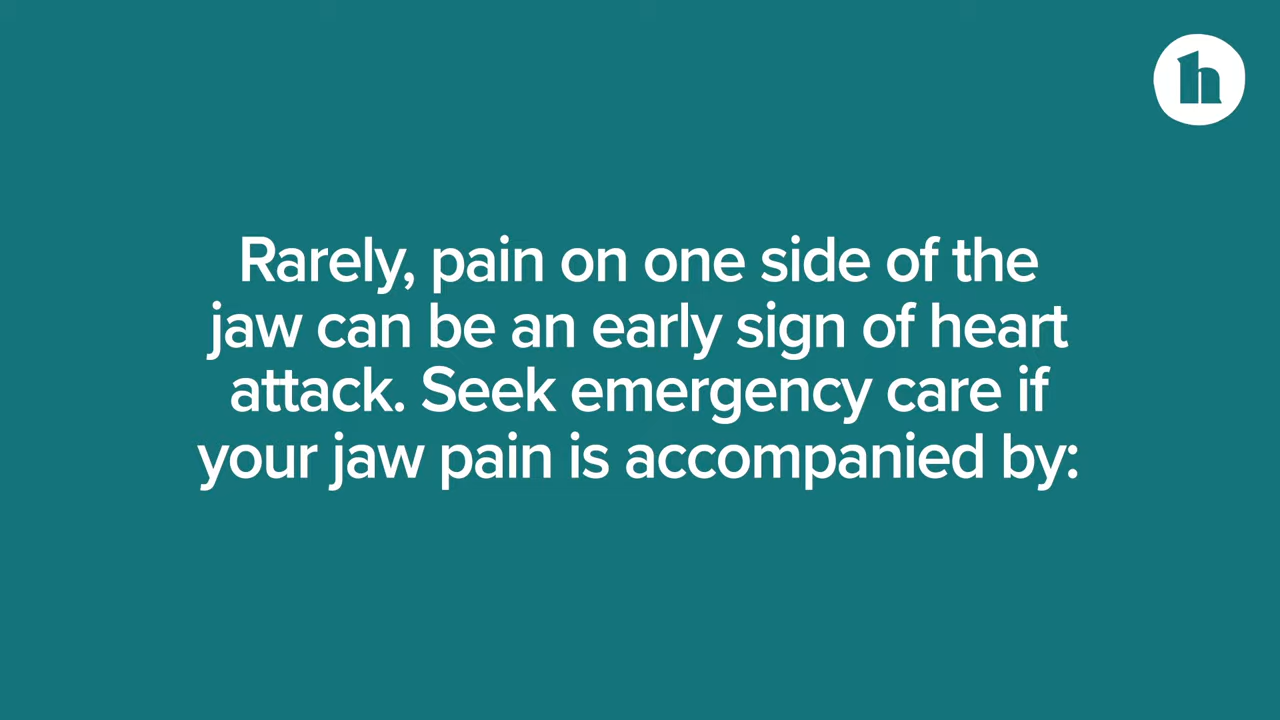 h
Rarely, pain on one side of the
jaw can be an early sign of heart
attack. Seek emergency care if
your jaw pain is accompanied by: